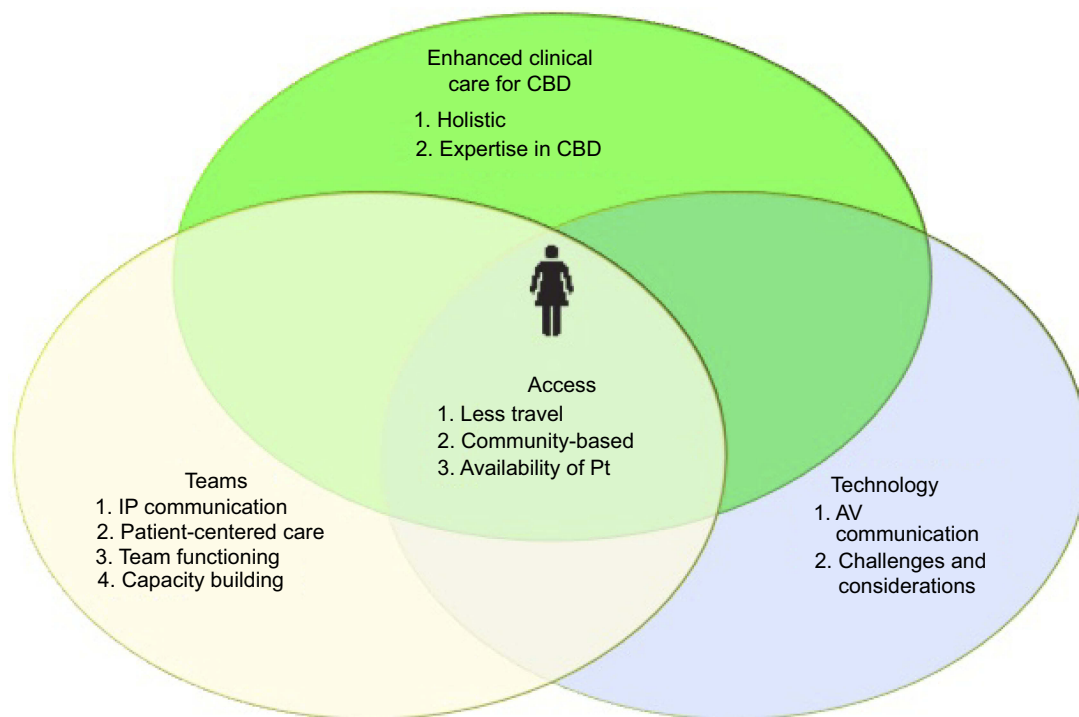 Enhanced clinical
care for CBD
1. Holistic
2. Expertise in CBD
Access
1. Less travel
2. Community-based
3. Availability of Pt
Teams
1. IP communication
2. Patient-centered care
3. Team functioning
4. Capacity building
Technology
1. AV
communication
2. Challenges and
considerations